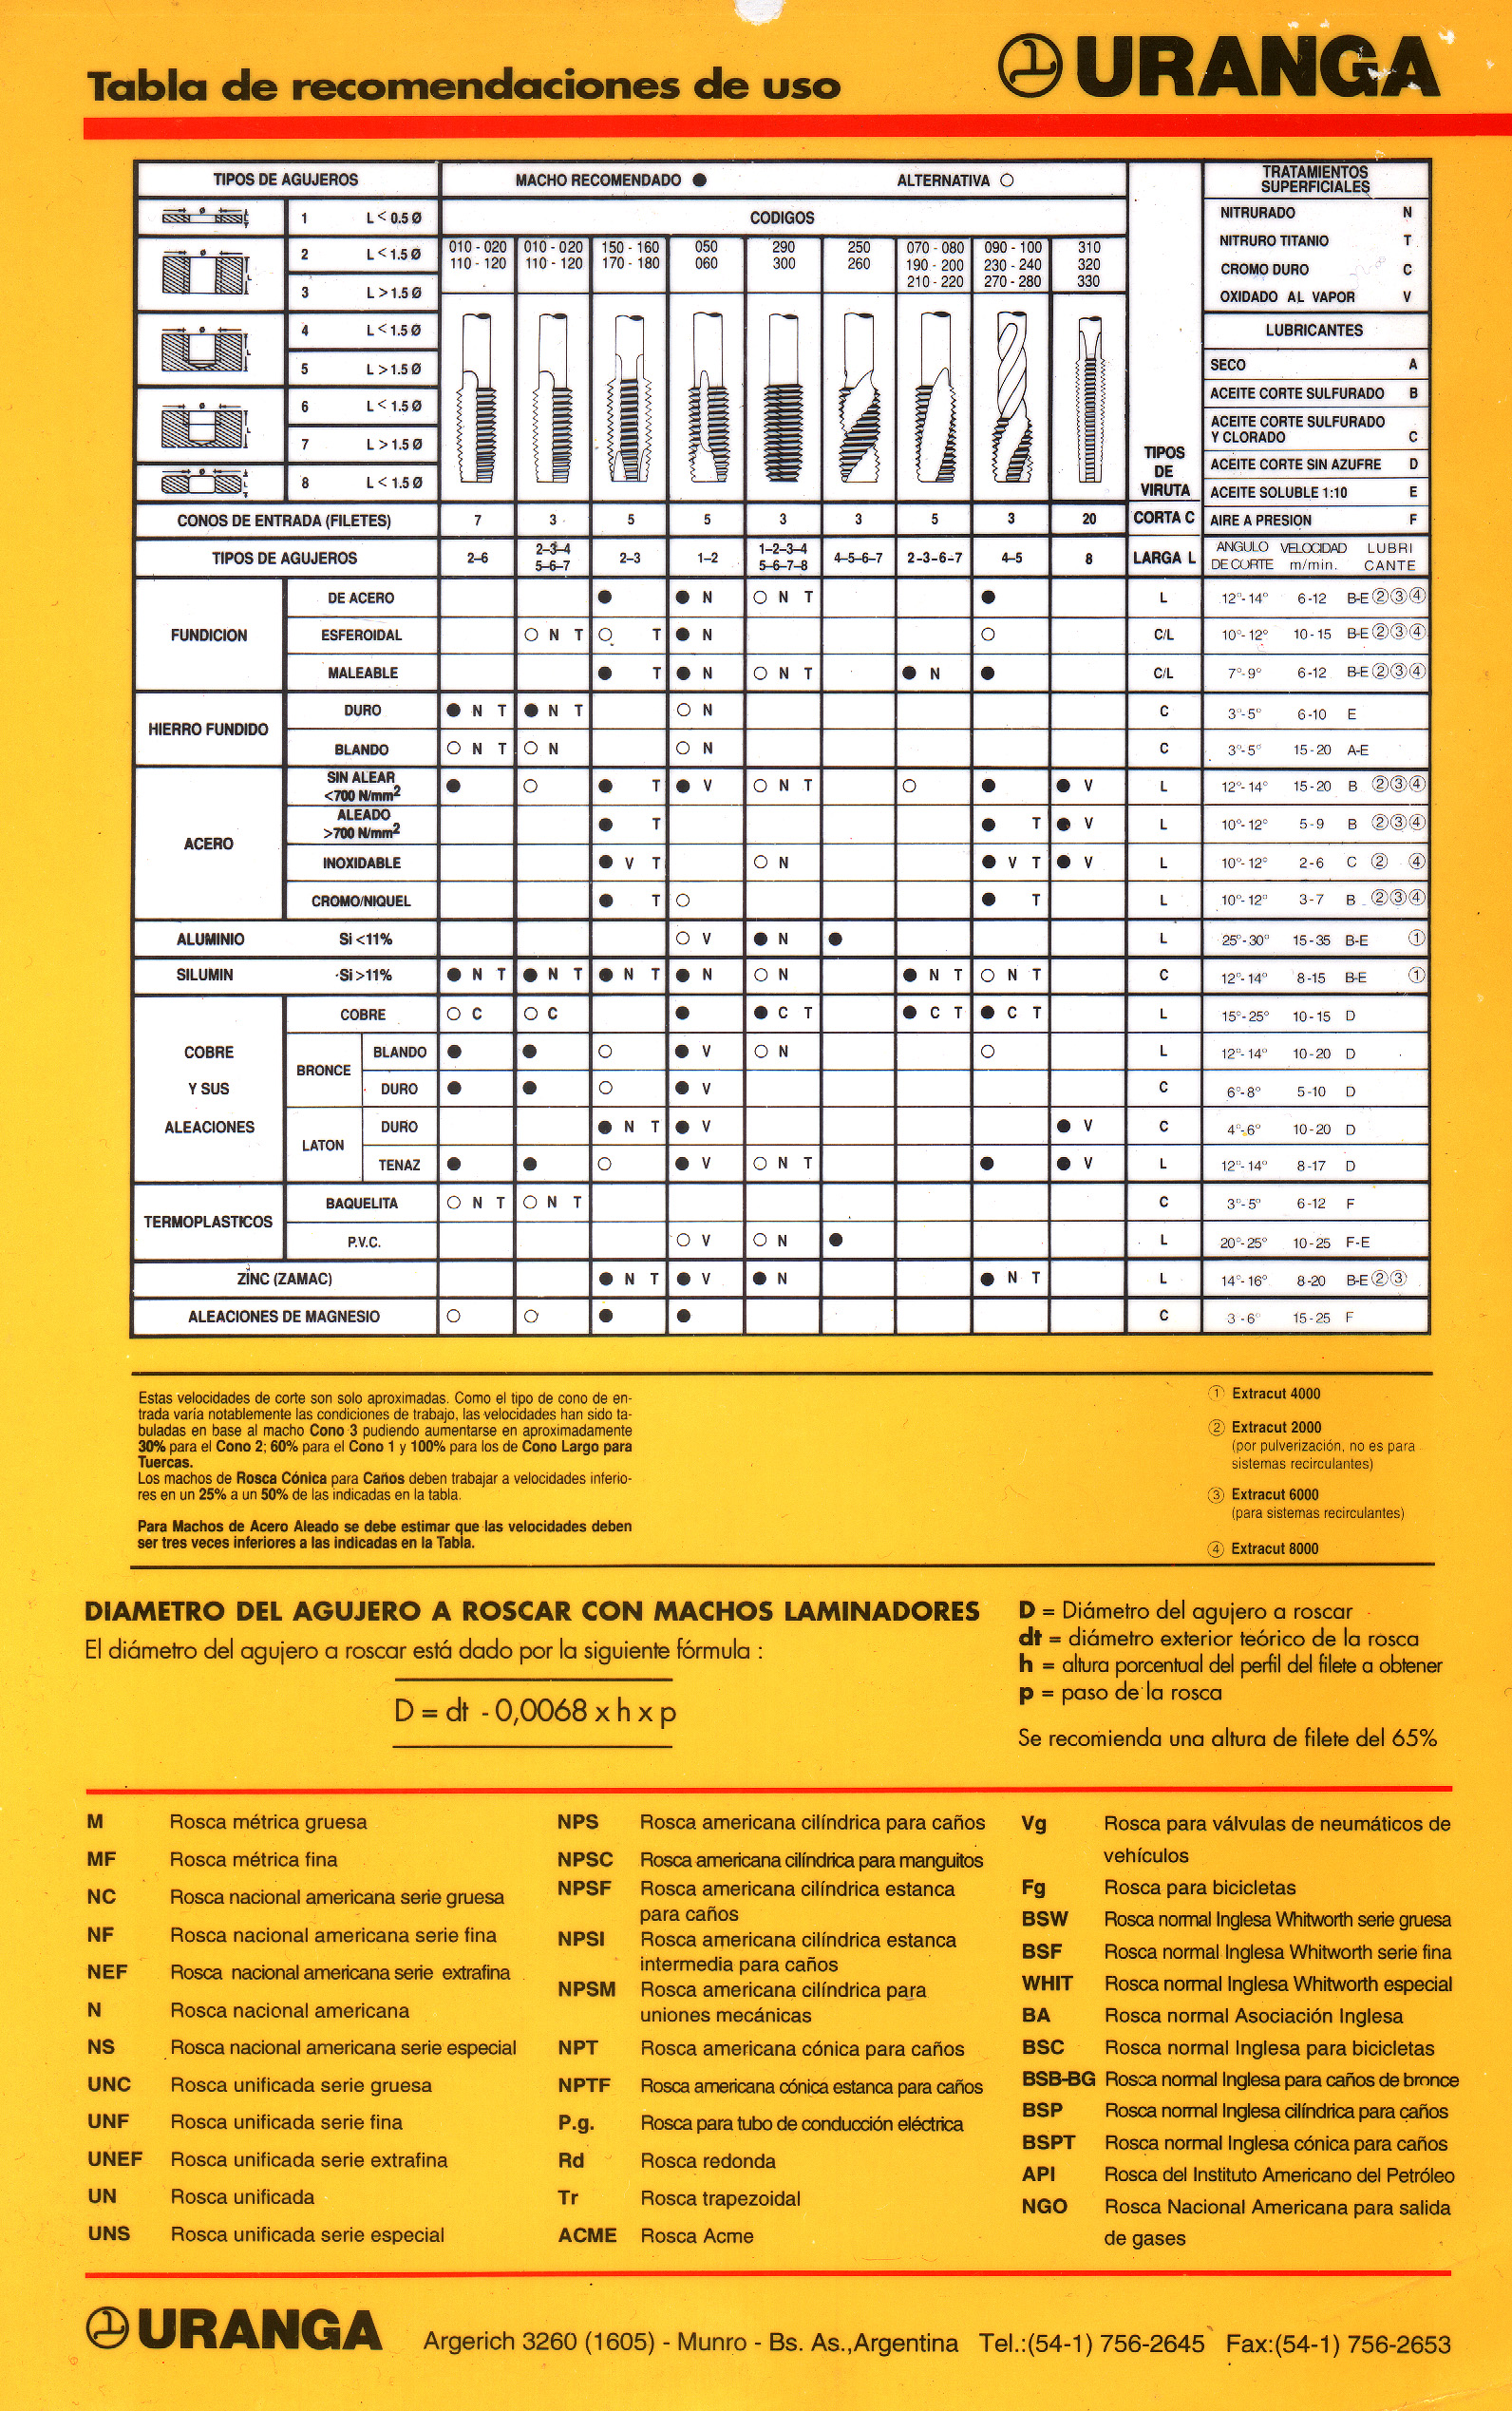 Tabla de recomendaciones de uso
URANGA
TIPOS DE AGUJEROS
MACHO RECOMENDADO ●
ALTERNATIVA ○
TRATAMIENTOS
SUPERFICIALES
1 L < 0.5 Ø
CODIGOS
NITRURADO N
NITRURO TITANIO T
CROMO DURO C
OXIDADO AL VAPOR V
2 L < 1.5 Ø
3 L > 1.5 Ø
4 L < 1.5 Ø
5 L > 1.5 Ø
6 L < 1.5 Ø
7 L > 1.5 Ø
8 L < 1.5 Ø
010 - 020 010 - 020 150 - 160 050 290 250 070 - 080 090 - 100 310
110 - 120 110 - 120 170 - 180 060 300 260 190 - 200 230 - 240 320
210 - 220 270 - 280 330
LUBRICANTES
SECO A
ACEITE CORTE SULFURADO B
ACEITE CORTE SULFURADO
Y CLORADO C
ACEITE CORTE SIN AZUFRE D
ACEITE SOLUBLE 1:10 E
AIRE A PRESION F
TIPOS
DE
VIRUTA
CONOS DE ENTRADA (FILETES) 7 3 5 5 3 3 5 3 20 CORTA C
TIPOS DE AGUJEROS 2-6 2-3-4 5-6-7 2-3 1-2 1-2-3-4 5-6-7-8 4-5-6-7 2-3-6-7 4-5 8 LARGA L
ANGULO DE CORTE VELOCIDAD m/min. LUBRI CANTE
FUNDICION
DE ACERO ● ● N ○ N T ● L 12°-14° 6-12 B-E ② ③ ④
ESFEROIDAL ○ N T ○ T ● N ○ C/L 10°-12° 10-15 B-E ② ③ ④
MALEABLE ● T ● N ○ N T ● N ● C/L 7°-9° 6-12 B-E ② ③ ④
HIERRO FUNDIDO
DURO ● N T ● N T ○ N C 3°-5° 6-10 E
BLANDO ○ N T ○ N ○ N C 3°-5° 15-20 A-E
ACERO
SIN ALEAR <700 N/mm2 ● ○ ● T ● V ○ N T ○ ● ● V L 12°-14° 15-20 B ② ③ ④
ALEADO >700 N/mm2 ● T ● T ● V L 10°-12° 5-9 B ② ③ ④
INOXIDABLE ● V T ○ N ● V T ● V L 10°-12° 2-6 C ② ④
CROMO/NIQUEL ● T ○ ● T L 10°-12° 3-7 B ② ③ ④
ALUMINIO Si <11% ○ V ● N ● L 25°-30° 15-35 B-E ①
SILUMIN Si >11% ● N T ● N T ● N T ● N ○ N ● N T ○ N T C 12°-14° 8-15 B-E ①
COBRE
Y SUS
ALEACIONES
COBRE ○ C ○ C ● ● C T ● C T ● C T L 15°-25° 10-15 D
BRONCE
BLANDO ● ● ○ ● V ○ N ○ L 12°-14° 10-20 D
DURO ● ● ○ ● V C 6°-8° 5-10 D
LATON
DURO ● N T ● V ● V C 4°-6° 10-20 D
TENAZ ● ● ○ ● V ○ N T ● ● V L 12°-14° 8-17 D
TERMOPLASTICOS
BAQUELITA ○ N T ○ N T C 3°-5° 6-12 F
P.V.C. ○ V ○ N ● L 20°-25° 10-25 F-E
ZINC (ZAMAC) ● N T ● V ● N ● N T L 14°-16° 8-20 B-E ② ③
ALEACIONES DE MAGNESIO ○ ○ ● ● C 3-6° 15-25 F
Estas velocidades de corte son solo aproximadas. Como el tipo de cono de en-
trada varía notablemente las condiciones de trabajo, las velocidades han sido ta-
buladas en base al macho Cono 3 pudiendo aumentarse en aproximadamente
30% para el Cono 2; 60% para el Cono 1 y 100% para los de Cono Largo para
Tuercas.
Los machos de Rosca Cónica para Caños deben trabajar a velocidades inferio-
res en un 25% a un 50% de las indicadas en la tabla.
Para Machos de Acero Aleado se debe estimar que las velocidades deben
ser tres veces inferiores a las indicadas en la Tabla.
① Extracut 4000
② Extracut 2000
(por pulverización, no es para
sistemas recirculantes)
③ Extracut 6000
(para sistemas recirculantes)
④ Extracut 8000
DIAMETRO DEL AGUJERO A ROSCAR CON MACHOS LAMINADORES
El diámetro del agujero a roscar está dado por la siguiente fórmula :
D = dt - 0,0068 x h x p
D = Diámetro del agujero a roscar
dt = diámetro exterior teórico de la rosca
h = altura porcentual del perfil del filete a obtener
p = paso de la rosca
Se recomienda una altura de filete del 65%
M Rosca métrica gruesa
MF Rosca métrica fina
NC Rosca nacional americana serie gruesa
NF Rosca nacional americana serie fina
NEF Rosca nacional americana serie extrafina
N Rosca nacional americana
NS Rosca nacional americana serie especial
UNC Rosca unificada serie gruesa
UNF Rosca unificada serie fina
UNEF Rosca unificada serie extrafina
UN Rosca unificada
UNS Rosca unificada serie especial
NPS Rosca americana cilíndrica para caños
NPSC Rosca americana cilíndrica para manguitos
NPSF Rosca americana cilíndrica estanca
para caños
NPSI Rosca americana cilíndrica estanca
intermedia para caños
NPSM Rosca americana cilíndrica para
uniones mecánicas
NPT Rosca americana cónica para caños
NPTF Rosca americana cónica estanca para caños
P.g. Rosca para tubo de conducción eléctrica
Rd Rosca redonda
Tr Rosca trapezoidal
ACME Rosca Acme
Vg Rosca para válvulas de neumáticos de
vehículos
Fg Rosca para bicicletas
BSW Rosca normal Inglesa Whitworth serie gruesa
BSF Rosca normal Inglesa Whitworth serie fina
WHIT Rosca normal Inglesa Whitworth especial
BA Rosca normal Asociación Inglesa
BSC Rosca normal Inglesa para bicicletas
BSB-BG Rosca normal Inglesa para caños de bronce
BSP Rosca normal Inglesa cilíndrica para caños
BSPT Rosca normal Inglesa cónica para caños
API Rosca del Instituto Americano del Petróleo
NGO Rosca Nacional Americana para salida
de gases
URANGA
Argerich 3260 (1605) - Munro - Bs. As.,Argentina Tel.:(54-1) 756-2645 Fax:(54-1) 756-2653